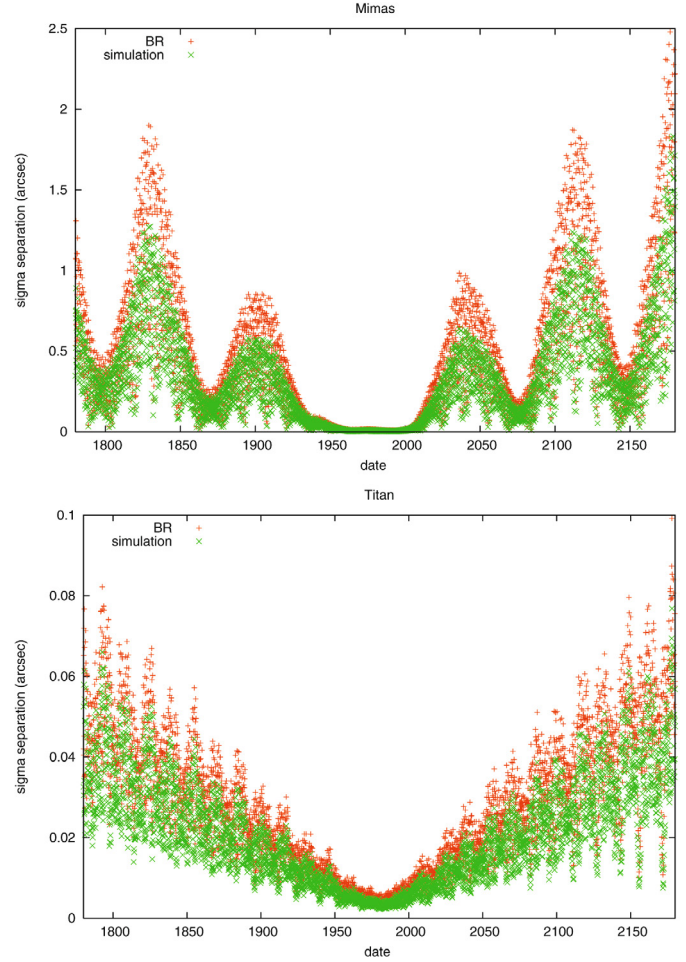 Mimas
2.5
BR
simulation
2
1.5
sigma separation (arcsec)
1
0.5
0
1800 1850 1900 1950 2000 2050 2100 2150
date
Titan
0.1
BR
simulation
0.08
0.06
sigma separation (arcsec)
0.04
0.02
0
1800 1850 1900 1950 2000 2050 2100 2150
date